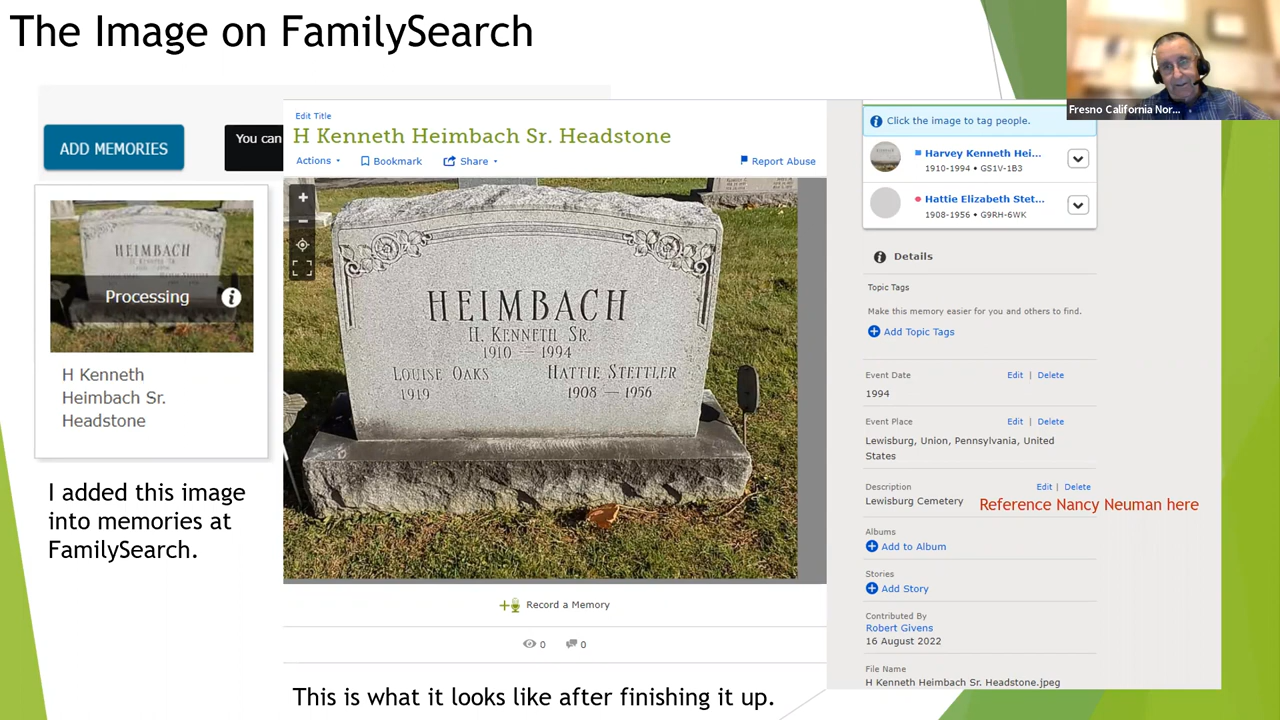 The Image on FamilySearch
Fresno California Nor...
ADD MEMORIES
You can
Processing
H Kenneth
Heimbach Sr.
Headstone
I added this image
into memories at
FamilySearch.
Edit Title
H Kenneth Heimbach Sr. Headstone
Actions
Bookmark
Share
Report Abuse
HEIMBACH
H. KENNETH SR.
1910 — 1994
LOUISE OAKS
1919
HATTIE STETTLER
1908 — 1956
Record a Memory
0
0
This is what it looks like after finishing it up.
Click the image to tag people.
Harvey Kenneth Hei...
1910-1994 • GS1V-1B3
Hattie Elizabeth Stet...
1908-1956 • G9RH-6WK
Details
Topic Tags
Make this memory easier for you and others to find.
Add Topic Tags
Event Date Edit | Delete
1994
Event Place Edit | Delete
Lewisburg, Union, Pennsylvania, United
States
Description Edit | Delete
Lewisburg Cemetery
Reference Nancy Neuman here
Albums
Add to Album
Stories
Add Story
Contributed By
Robert Givens
16 August 2022
File Name
H Kenneth Heimbach Sr. Headstone.jpeg